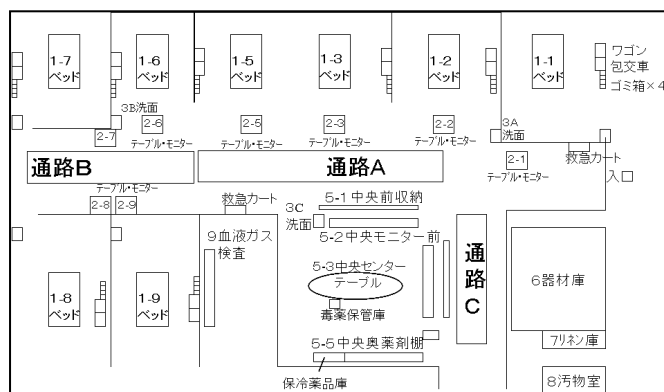 1-7
ベッド
1-6
ベッド
1-5
ベッド
1-3
ベッド
1-2
ベッド
1-1
ベッド
ワゴン
包交車
ゴミ箱×4
3B洗面
2-7
2-6
テーブル・モニター
2-5
テーブル・モニター
2-3
テーブル・モニター
2-2
テーブル・モニター
3A
洗面
2-1
テーブル・モニター
救急カート
入口
通路B
通路A
テーブル・モニター
2-8
2-9
救急カート
3C
洗面
5-1中央前収納
5-2中央モニター前
9血液ガス
検査
5-3中央センター
テーブル
毒薬保管庫
通路C
6器材庫
7リネン庫
8汚物室
1-8
ベッド
1-9
ベッド
5-5中央奥薬剤棚
保冷薬品庫